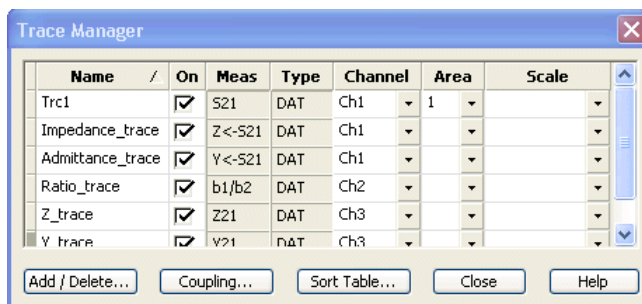 Trace Manager
Name / On Meas Type Channel Area Scale
Trc1 S21 DAT Ch1 1
Impedance_trace Z<-S21 DAT Ch1
Admittance_trace Y<-S21 DAT Ch1
Ratio_trace b1/b2 DAT Ch2
Z_trace Z21 DAT Ch3
Y_trace Y21 DAT Ch3
Add / Delete... Coupling... Sort Table... Close Help